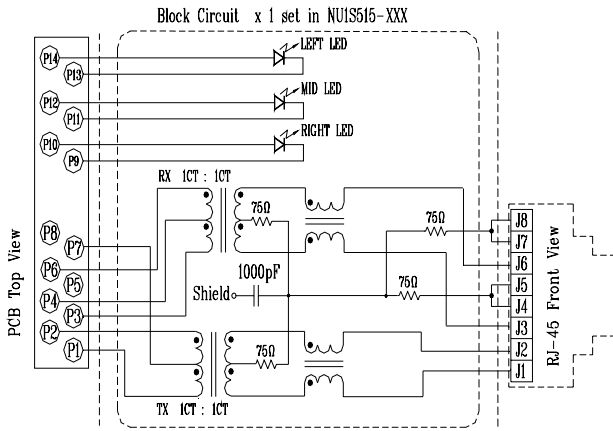 Block Circuit x 1 set in NU1S515-XXX
P14
LEFT LED
P13
P12
MID LED
P11
P10
RIGHT LED
P9
RX 1CT : 1CT
75Ω
75Ω
P8
P7
P6
P5
P4
P3
P2
P1
1000pF
Shield
75Ω
75Ω
TX 1CT : 1CT
J8
J7
J6
J5
J4
J3
J2
J1
PCB Top View
RJ-45 Front View